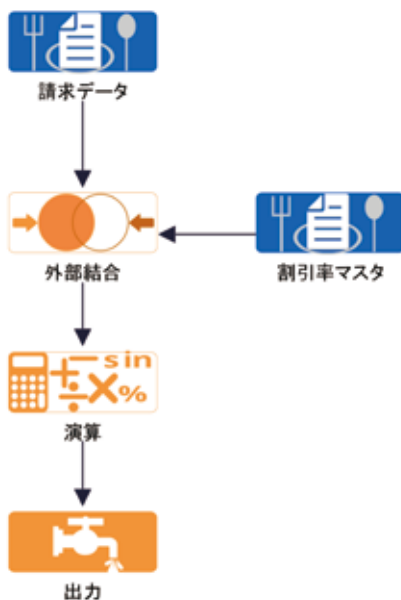 請求データ
外部結合
割引率マスタ
sin
%
演算
出力